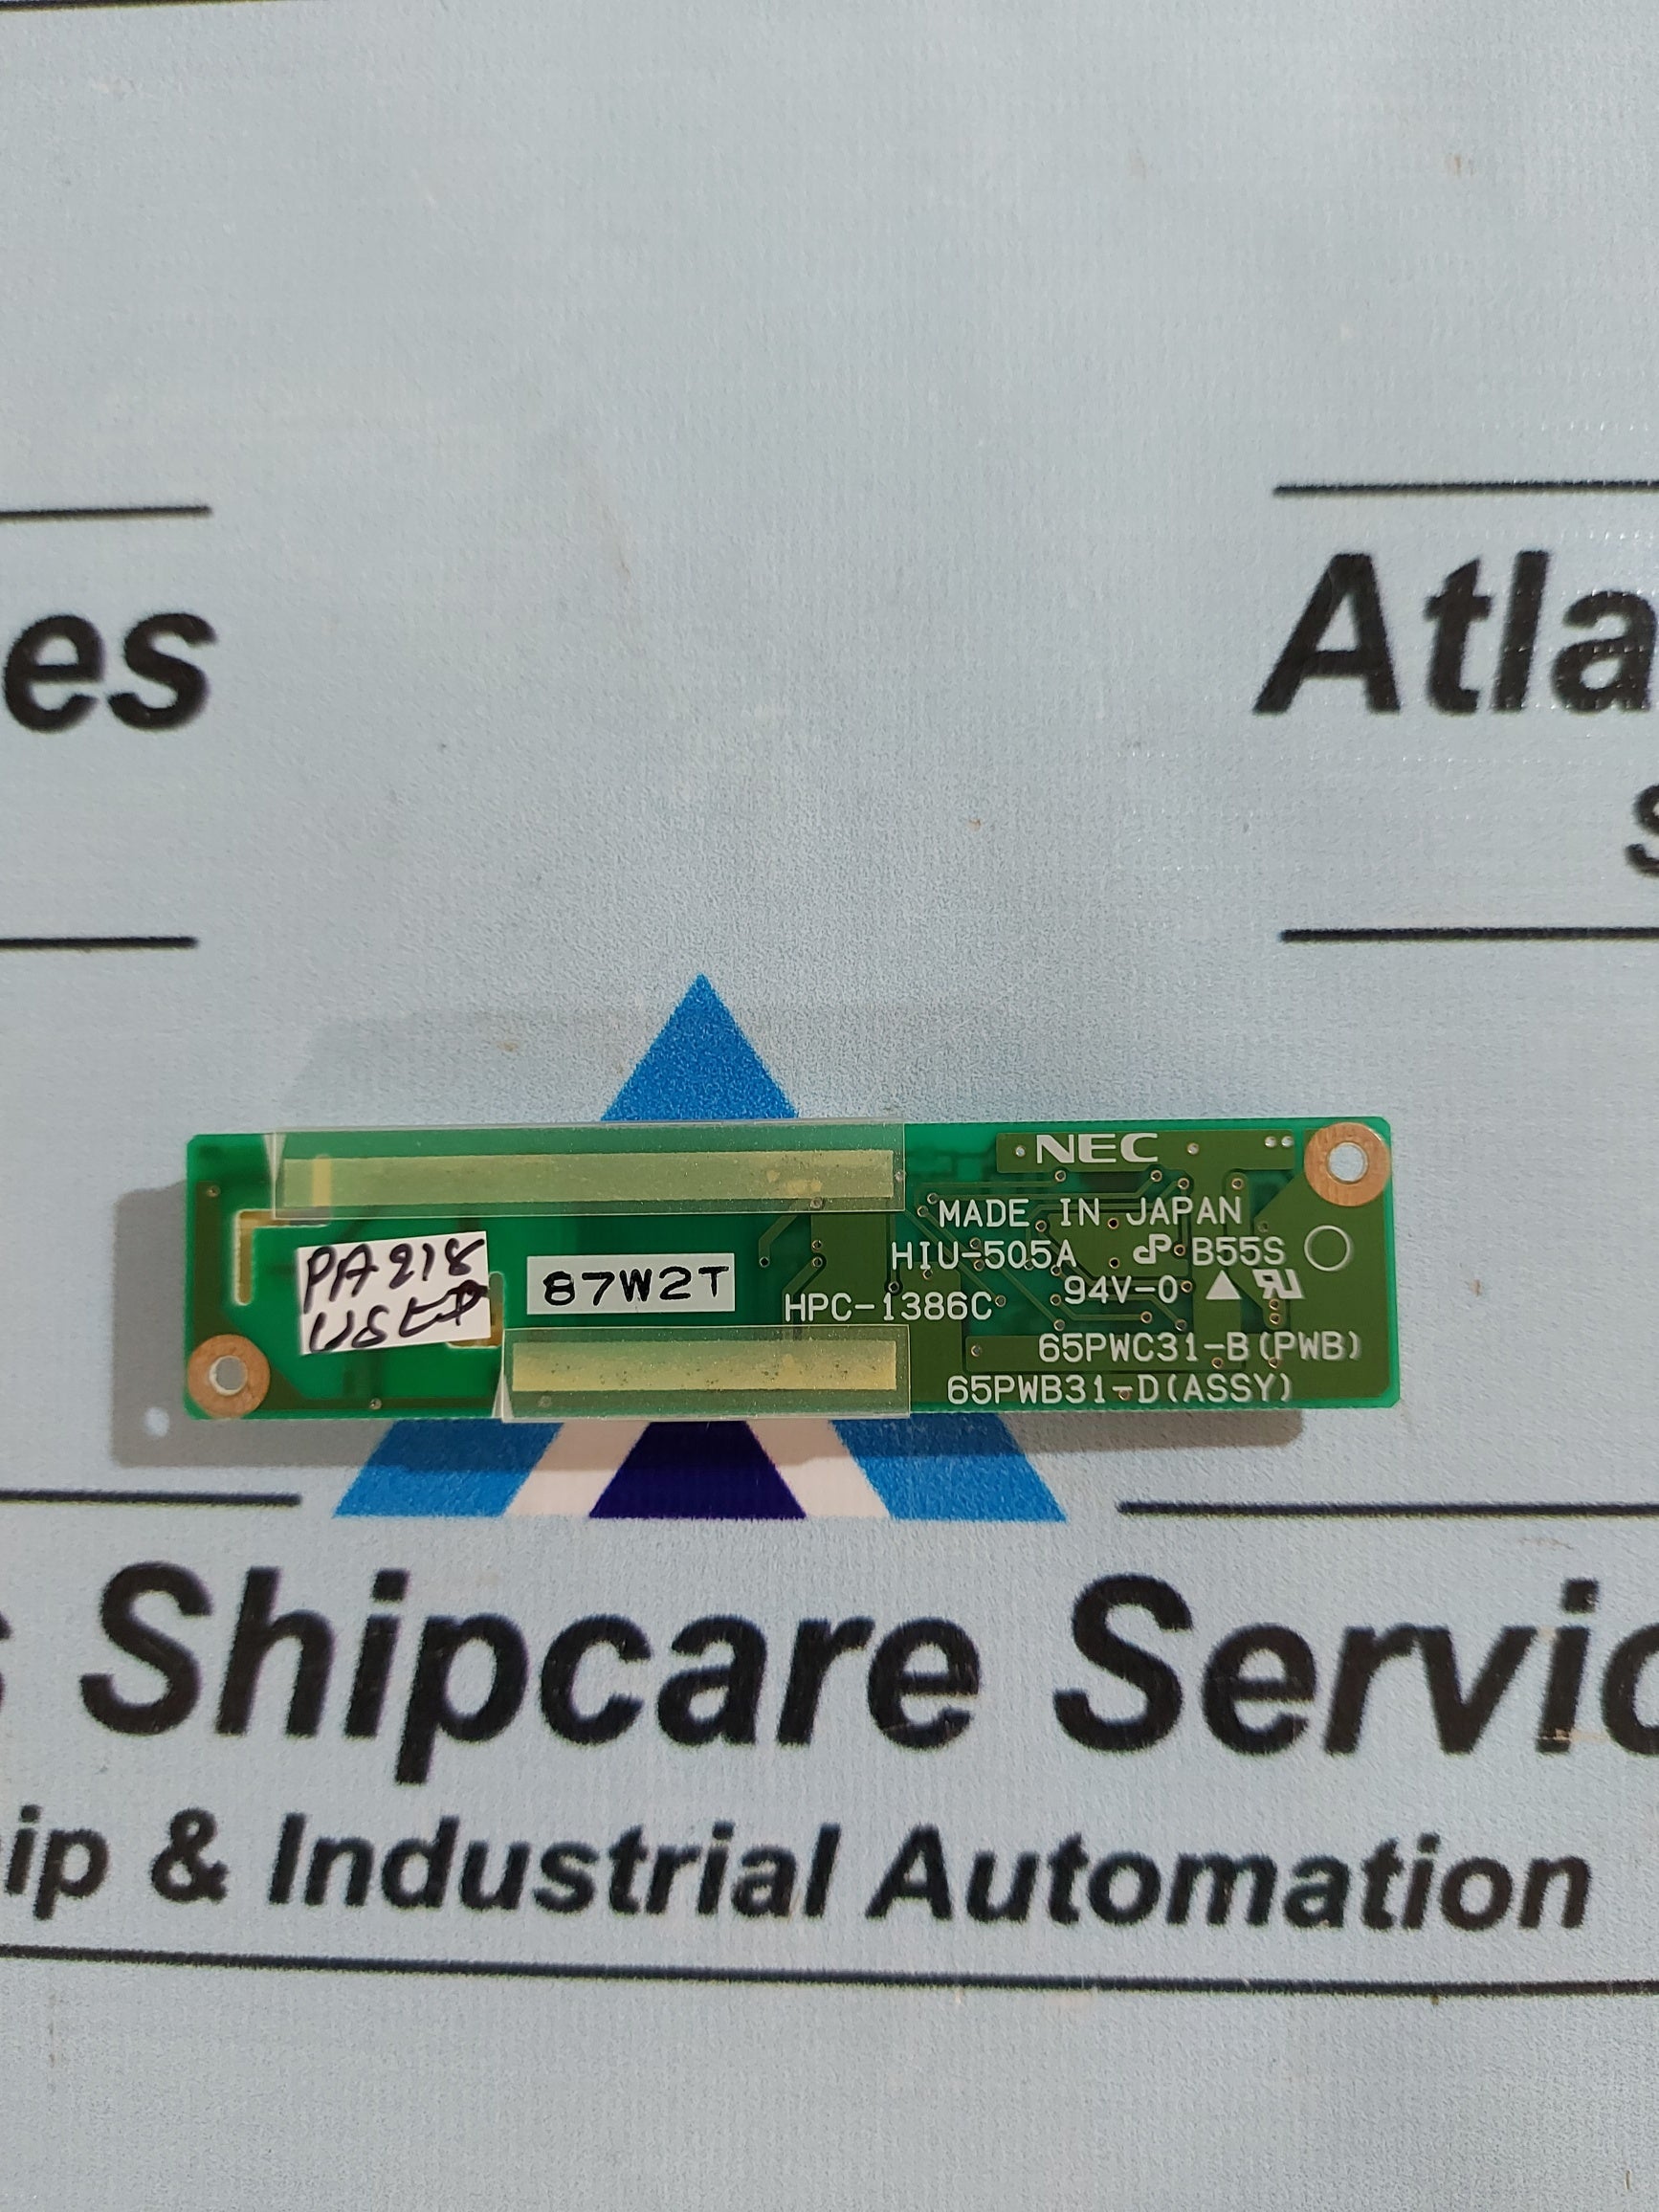 es
Atla
s
NEC
MADE IN JAPAN
HIU-505A B55S
94V-0
HPC-1386C
65PWC31-B(PWB)
65PWB31-D(ASSY)
PA218
USED
87W2T
s Shipcare Servic
ip & Industrial Automation